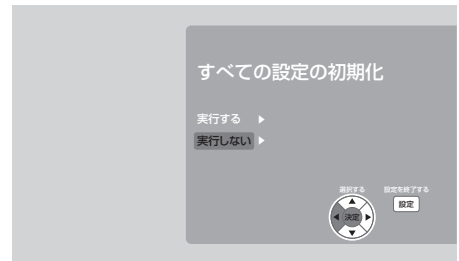 すべての設定の初期化
実行する
実行しない
選択する
設定を終了する
決定
設定